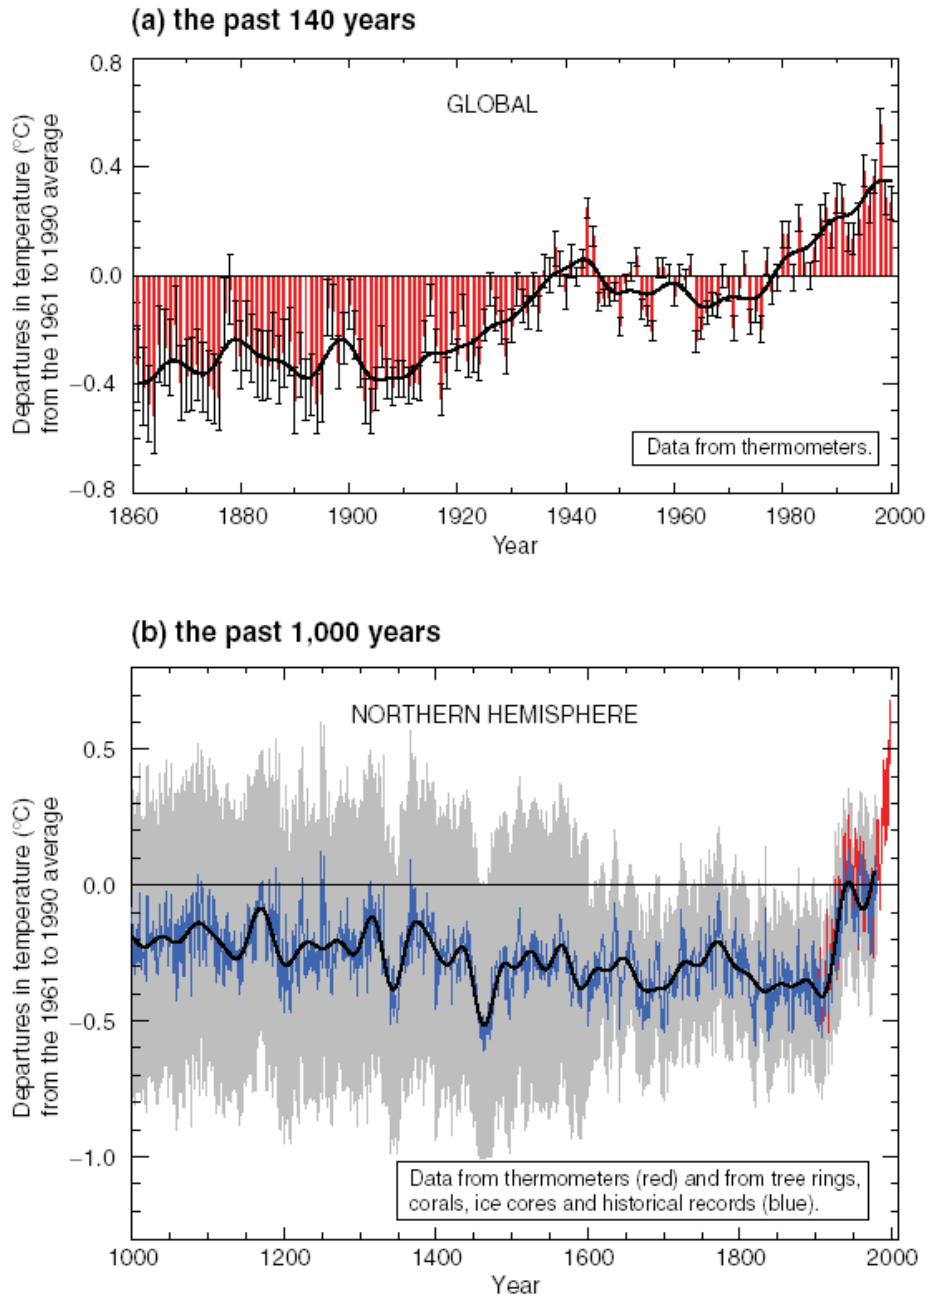 (a) the past 140 years
GLOBAL
Departures in temperature (°C)
from the 1961 to 1990 average
0.8
0.4
0.0
−0.4
−0.8
Data from thermometers.
1860 1880 1900 1920 1940 1960 1980 2000
Year
(b) the past 1,000 years
NORTHERN HEMISPHERE
Departures in temperature (°C)
from the 1961 to 1990 average
0.5
0.0
−0.5
−1.0
Data from thermometers (red) and from tree rings,
corals, ice cores and historical records (blue).
1000 1200 1400 1600 1800 2000
Year